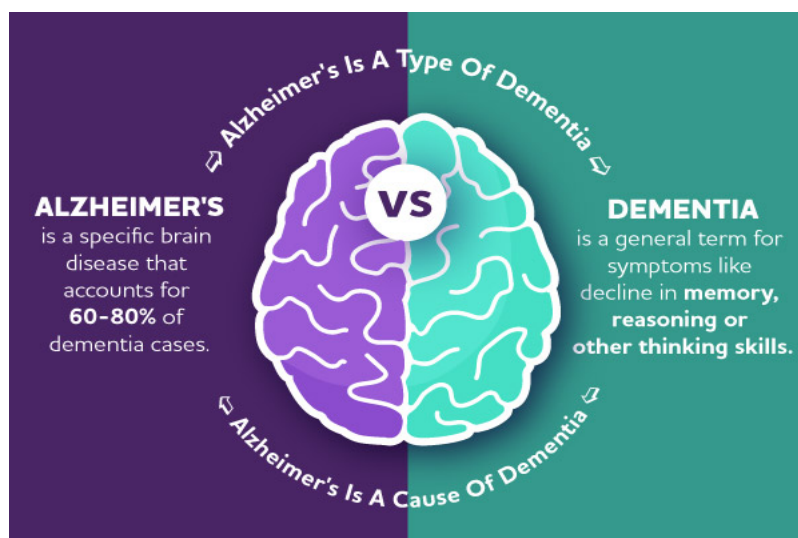 Alzheimer's Is A Type Of Dementia
VS
ALZHEIMER'S
is a specific brain
disease that
accounts for
60-80% of
dementia cases.
DEMENTIA
is a general term for
symptoms like
decline in memory,
reasoning or
other thinking skills.
Alzheimer's Is A Cause Of Dementia